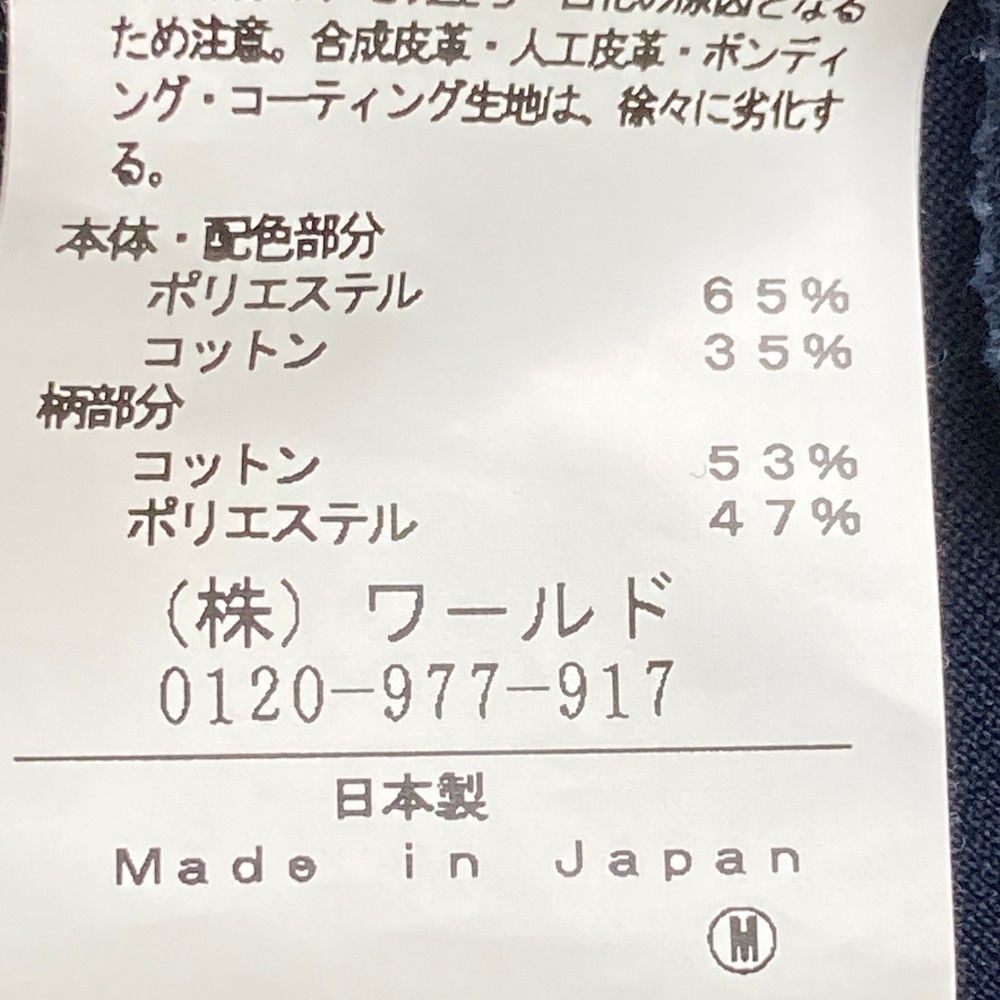 となる
ため注意。合成皮革・人工皮革・ボンディ
ング・コーティング生地は、徐々に劣化す
る。
本体・配色部分
ポリエステル 65%
コットン 35%
柄部分
コットン 53%
ポリエステル 47%
(株) ワールド
0120-977-917
日本製
Made in Japan
M